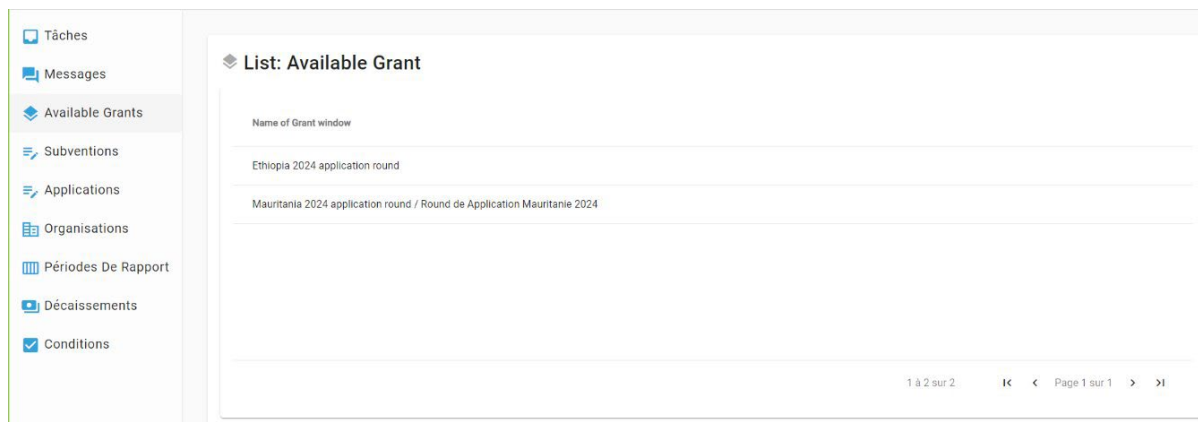 Tâches
Messages
Available Grants
Subventions
Applications
Organisations
Périodes De Rapport
Décaissements
Conditions
List: Available Grant
Name of Grant window
Ethiopia 2024 application round
Mauritania 2024 application round / Round de Application Mauritanie 2024
1 à 2 sur 2 Page 1 sur 1